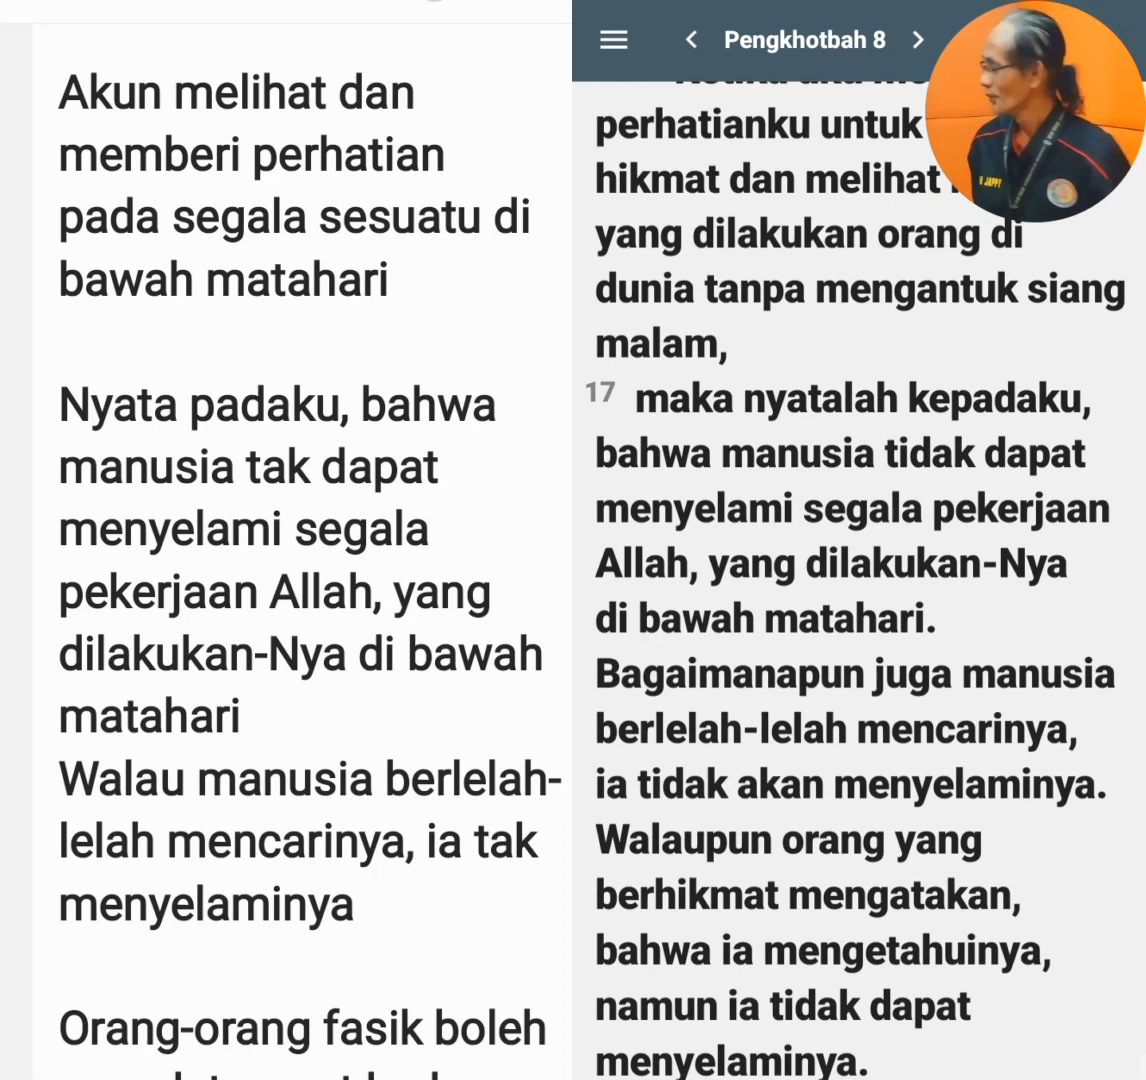 Akun melihat dan
memberi perhatian
pada segala sesuatu di
bawah matahari
Nyata padaku, bahwa
manusia tak dapat
menyelami segala
pekerjaan Allah, yang
dilakukan-Nya di bawah
matahari
Walau manusia berlelah-
lelah mencarinya, ia tak
menyelaminya
Orang-orang fasik boleh
Pengkhotbah 8
perhatianku untuk
hikmat dan melihat
yang dilakukan orang di
dunia tanpa mengantuk siang
malam,
17 maka nyatalah kepadaku,
bahwa manusia tidak dapat
menyelami segala pekerjaan
Allah, yang dilakukan-Nya
di bawah matahari.
Bagaimanapun juga manusia
berlelah-lelah mencarinya,
ia tidak akan menyelaminya.
Walaupun orang yang
berhikmat mengatakan,
bahwa ia mengetahuinya,
namun ia tidak dapat
menyelaminya.
JAPPY